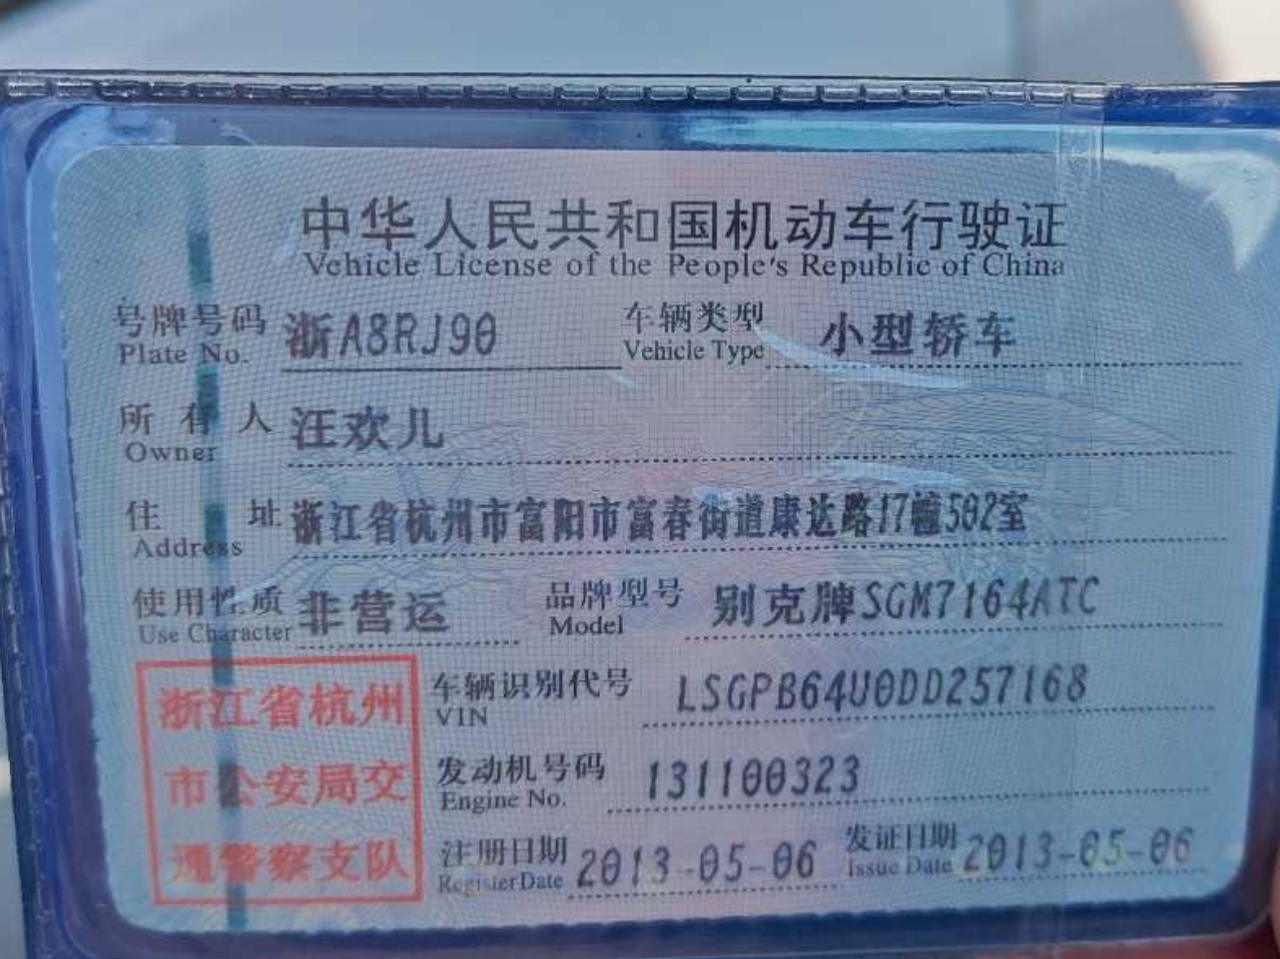 中华人民共和国机动车行驶证
Vehicle License of the People's Republic of China
号牌号码 浙A8RJ90 车辆类型 小型轿车
Plate No. Vehicle Type
所有人 汪欢儿
Owner
住址 浙江省杭州市富阳市富春街道康达路17幢502室
Address
使用性质 非营运 品牌型号 别克牌SGM7164ATC
Use Character Model
浙江省杭州
市公安局交
通警察支队
车辆识别代号 LSGPB64U0DD257168
VIN
发动机号码 131100323
Engine No.
注册日期 2013-05-06 发证日期 2013-05-06
Register Date Issue Date